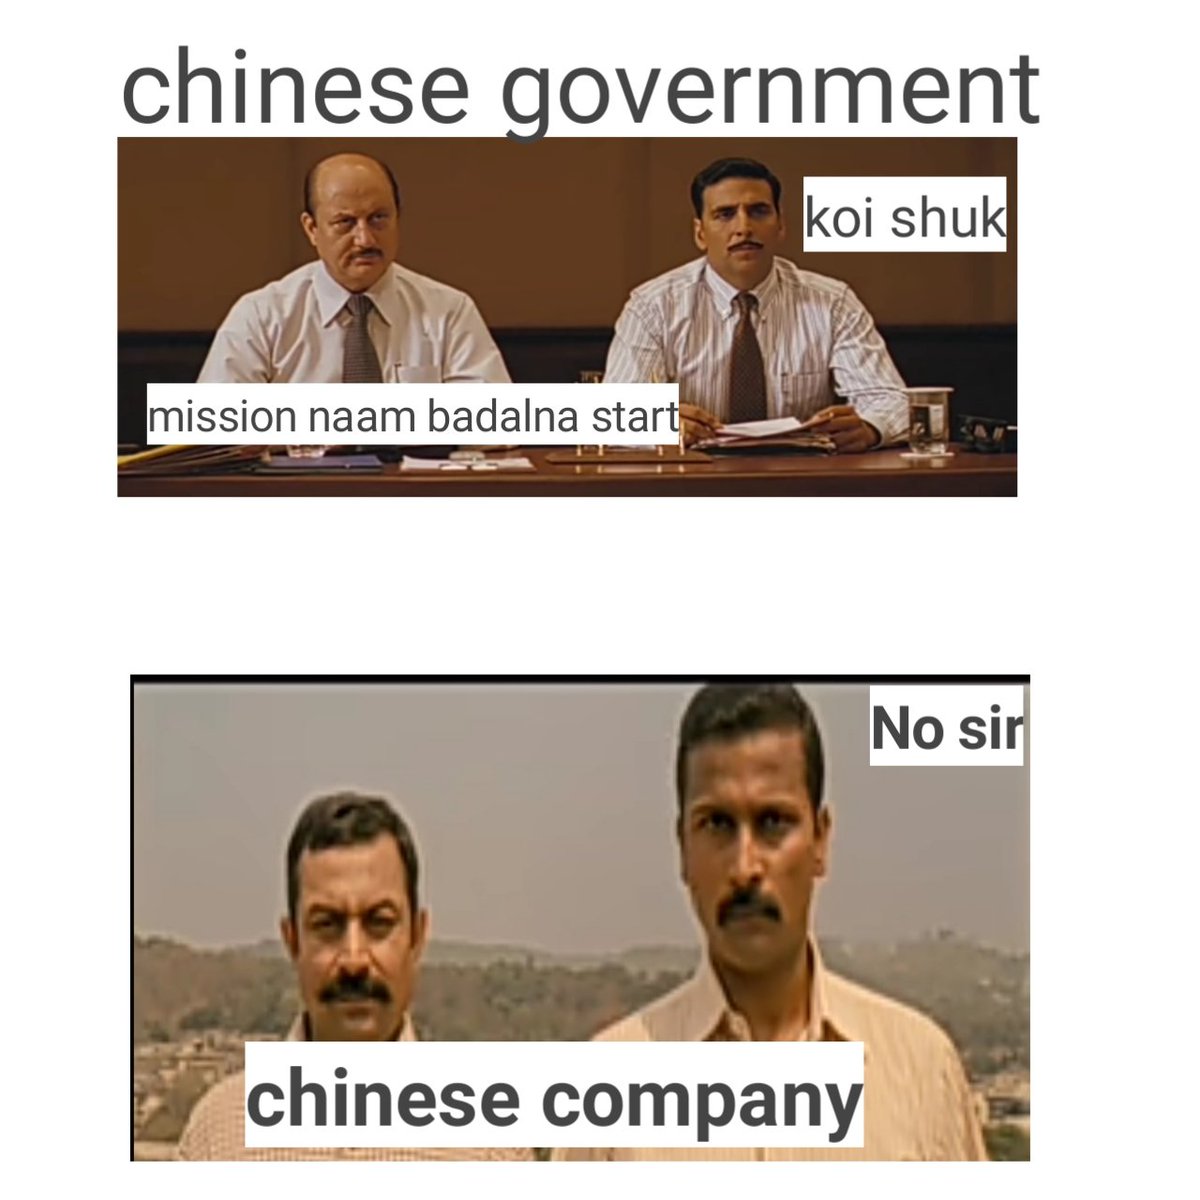 chinese government
koi shuk
mission naam badalna start
No sir
chinese company